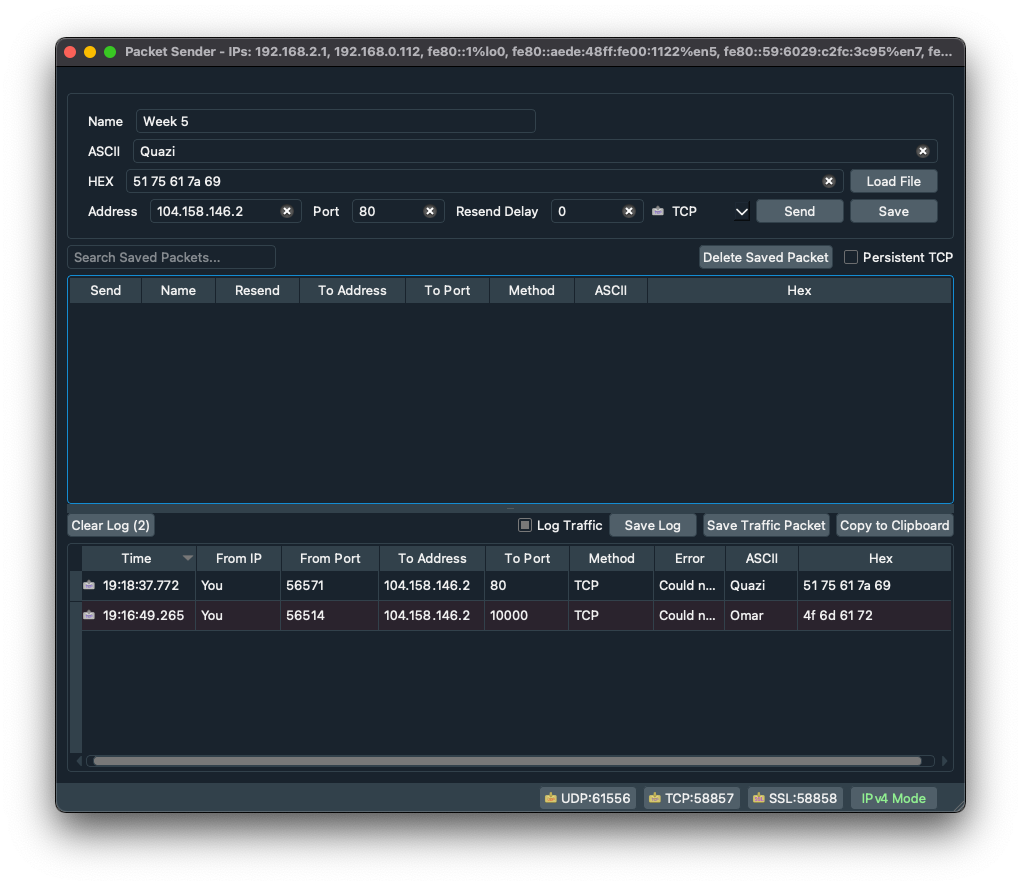 Packet Sender - IPs: 192.168.2.1, 192.168.0.112, fe80::1%lo0, fe80::aede:48ff:fe00:1122%en5, fe80::59:6029:c2fc:3c95%en7, fe...
Name Week 5
ASCII Quazi
HEX 51 75 61 7a 69 Load File
Address 104.158.146.2 Port 80 Resend Delay 0 TCP Send Save
Search Saved Packets... Delete Saved Packet Persistent TCP
Send Name Resend To Address To Port Method ASCII Hex
Clear Log (2) Log Traffic Save Log Save Traffic Packet Copy to Clipboard
Time From IP From Port To Address To Port Method Error ASCII Hex
19:18:37.772 You 56571 104.158.146.2 80 TCP Could n... Quazi 51 75 61 7a 69
19:16:49.265 You 56514 104.158.146.2 10000 TCP Could n... Omar 4f 6d 61 72
UDP:61556 TCP:58857 SSL:58858 IPv4 Mode